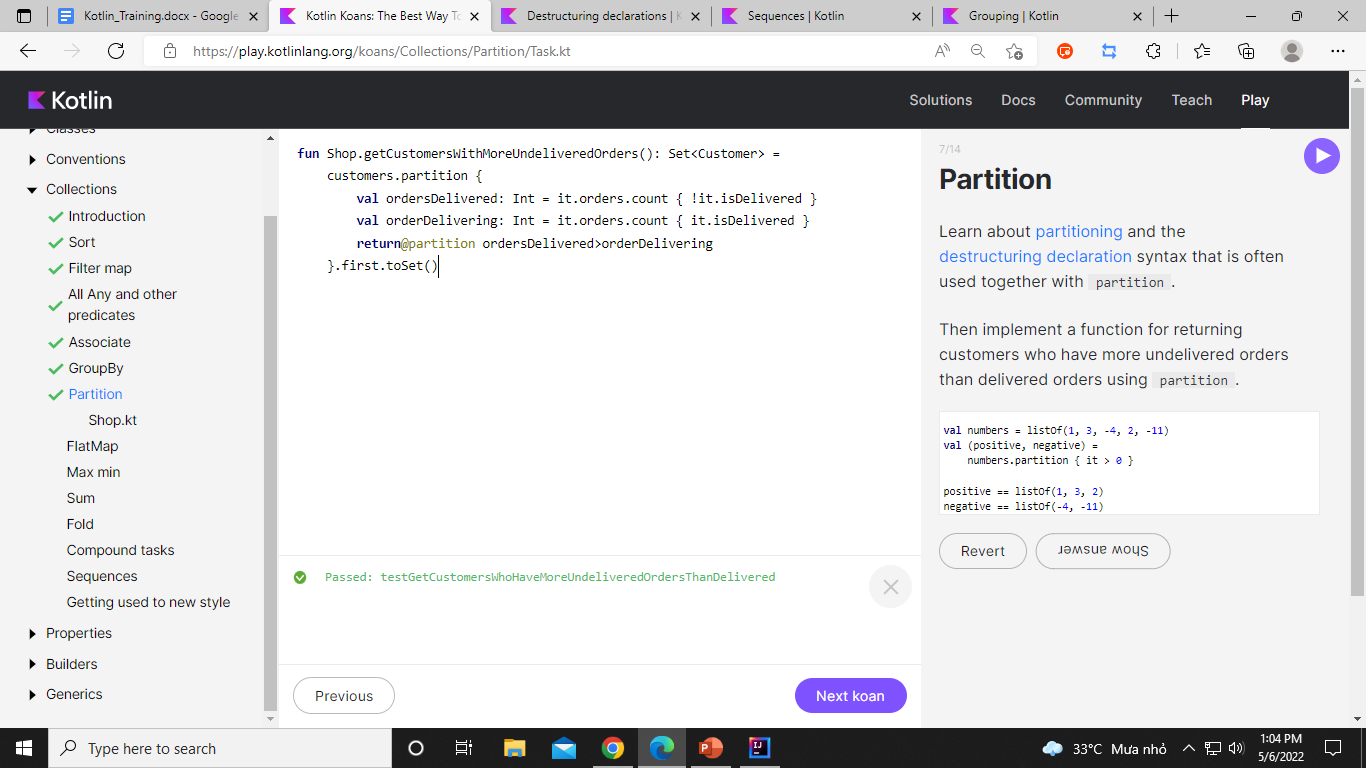 Kotlin_Training.docx - Google
Kotlin Koans: The Best Way To
Destructuring declarations | K
Sequences | Kotlin
Grouping | Kotlin
https://play.kotlinlang.org/koans/Collections/Partition/Task.kt
Kotlin
Solutions
Docs
Community
Teach
Play
Classes
Conventions
Collections
Introduction
Sort
Filter map
All Any and other
predicates
Associate
GroupBy
Partition
Shop.kt
FlatMap
Max min
Sum
Fold
Compound tasks
Sequences
Getting used to new style
Properties
Builders
Generics
fun Shop.getCustomersWithMoreUndeliveredOrders(): Set<Customer> =
customers.partition {
val ordersDelivered: Int = it.orders.count { !it.isDelivered }
val orderDelivering: Int = it.orders.count { it.isDelivered }
return@partition ordersDelivered>orderDelivering
}.first.toSet()
Passed: testGetCustomersWhoHaveMoreUndeliveredOrdersThanDelivered
Previous
Next koan
7/14
Partition
Learn about partitioning and the
destructuring declaration syntax that is often
used together with partition .
Then implement a function for returning
customers who have more undelivered orders
than delivered orders using partition .
val numbers = listOf(1, 3, -4, 2, -11)
val (positive, negative) =
numbers.partition { it > 0 }
positive == listOf(1, 3, 2)
negative == listOf(-4, -11)
Revert
Show answer
Type here to search
33°C Mưa nhỏ
1:04 PM
5/6/2022